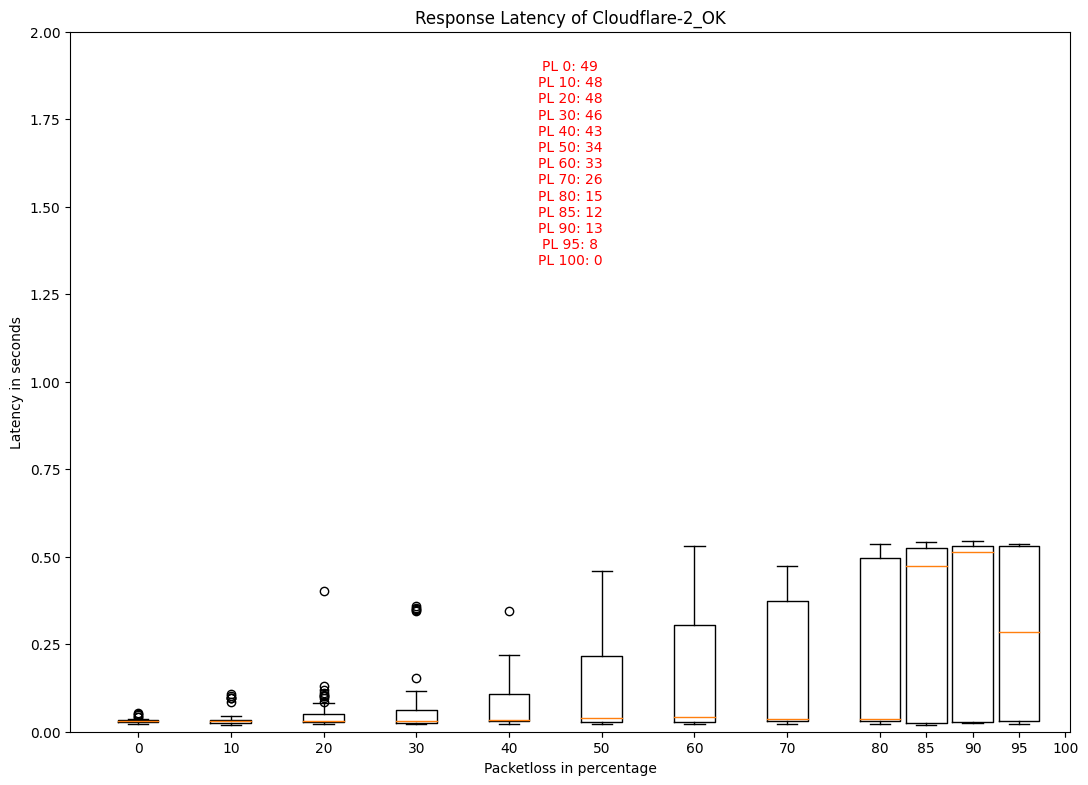 Response Latency of Cloudflare-2_OK
2.00
1.75
1.50
1.25
1.00
0.75
0.50
0.25
0.00
Latency in seconds
PL 0: 49
PL 10: 48
PL 20: 48
PL 30: 46
PL 40: 43
PL 50: 34
PL 60: 33
PL 70: 26
PL 80: 15
PL 85: 12
PL 90: 13
PL 95: 8
PL 100: 0
0 10 20 30 40 50 60 70 80 85 90 95 100
Packetloss in percentage